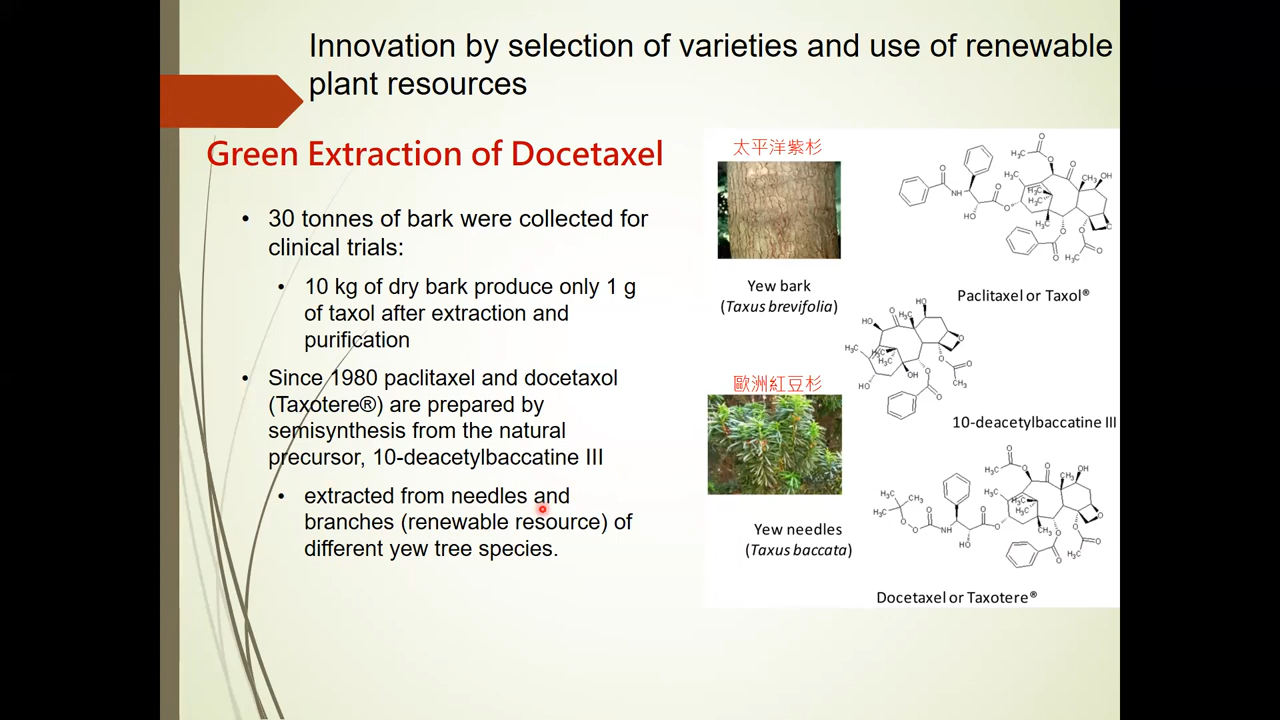 Innovation by selection of varieties and use of renewable
plant resources
Green Extraction of Docetaxel
• 30 tonnes of bark were collected for
clinical trials:
• 10 kg of dry bark produce only 1 g
of taxol after extraction and
purification
• Since 1980 paclitaxel and docetaxol
(Taxotere®) are prepared by
semisynthesis from the natural
precursor, 10-deacetylbaccatine III
• extracted from needles and
branches (renewable resource) of
different yew tree species.
太平洋紫杉
Yew bark
(Taxus brevifolia)
Paclitaxel or Taxol®
歐洲紅豆杉
10-deacetylbaccatine III
Yew needles
(Taxus baccata)
Docetaxel or Taxotere®